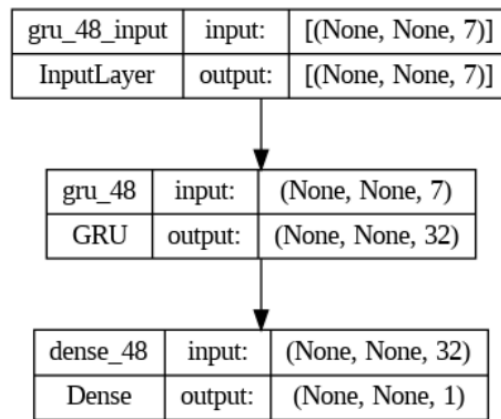 gru_48_input input: [(None, None, 7)]
InputLayer output: [(None, None, 7)]
gru_48 input: (None, None, 7)
GRU output: (None, None, 32)
dense_48 input: (None, None, 32)
Dense output: (None, None, 1)